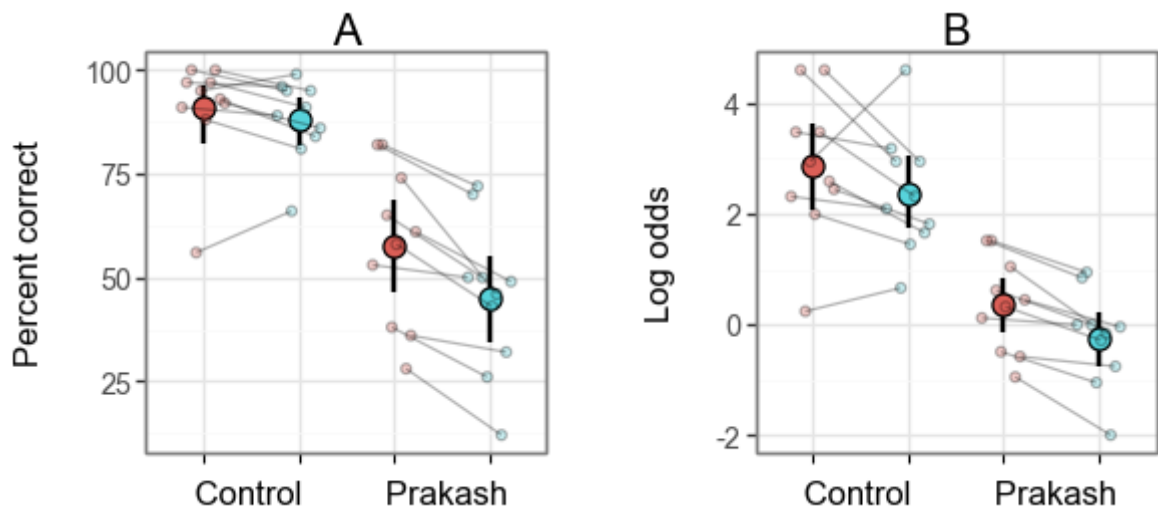 A
Percent correct
100
75
50
25
Control
Prakash
B
Log odds
4
2
0
-2
Control
Prakash